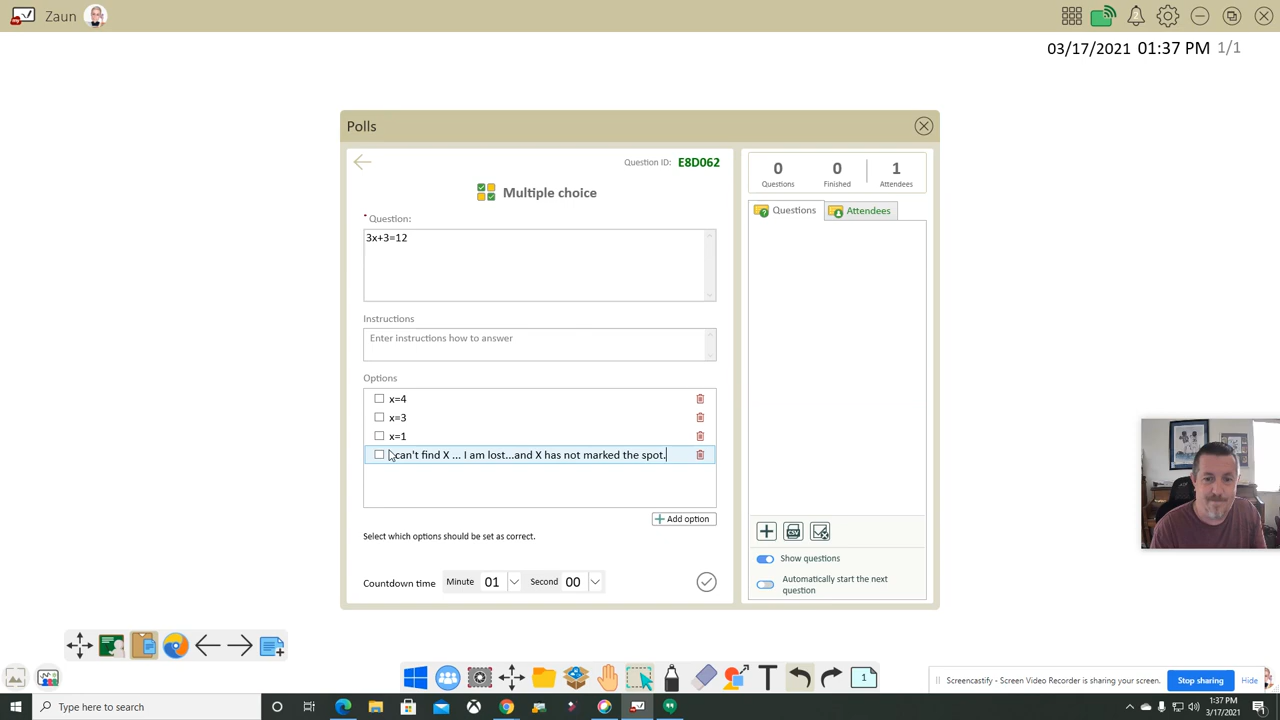 my
Zaun
03/17/2021 01:37 PM 1/1
Polls
Question ID: E8D062
Multiple choice
* Question:
3x+3=12
Instructions
Enter instructions how to answer
Options
x=4
x=3
x=1
can't find X ... I am lost...and X has not marked the spot.
Add option
Select which options should be set as correct.
Countdown time Minute 01 Second 00
0 0 1
Questions Finished Attendees
Questions Attendees
CSV
Show questions
Automatically start the next
question
T 1
Screencastify - Screen Video Recorder is sharing your screen. Stop sharing Hide
Type here to search
1:37 PM
3/17/2021